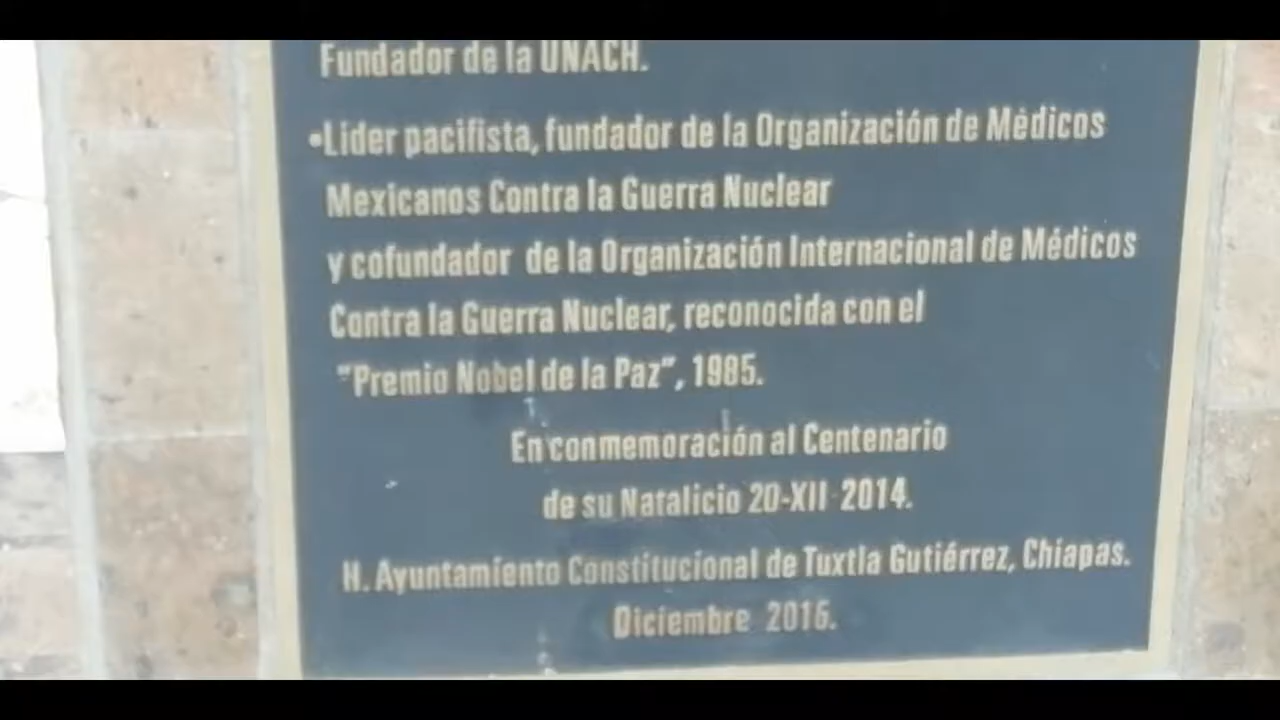 Fundador de la UNACH.
•Lider pacifista, fundador de la Organización de Médicos
Mexicanos Contra la Guerra Nuclear
y cofundador de la Organización Internacional de Médicos
Contra la Guerra Nuclear, reconocida con el
"Premio Nobel de la Paz", 1985.
En conmemoración al Centenario
de su Natalicio 20-XII-2014.
H. Ayuntamiento Constitucional de Tuxtla Gutiérrez, Chiapas.
Diciembre 2016.